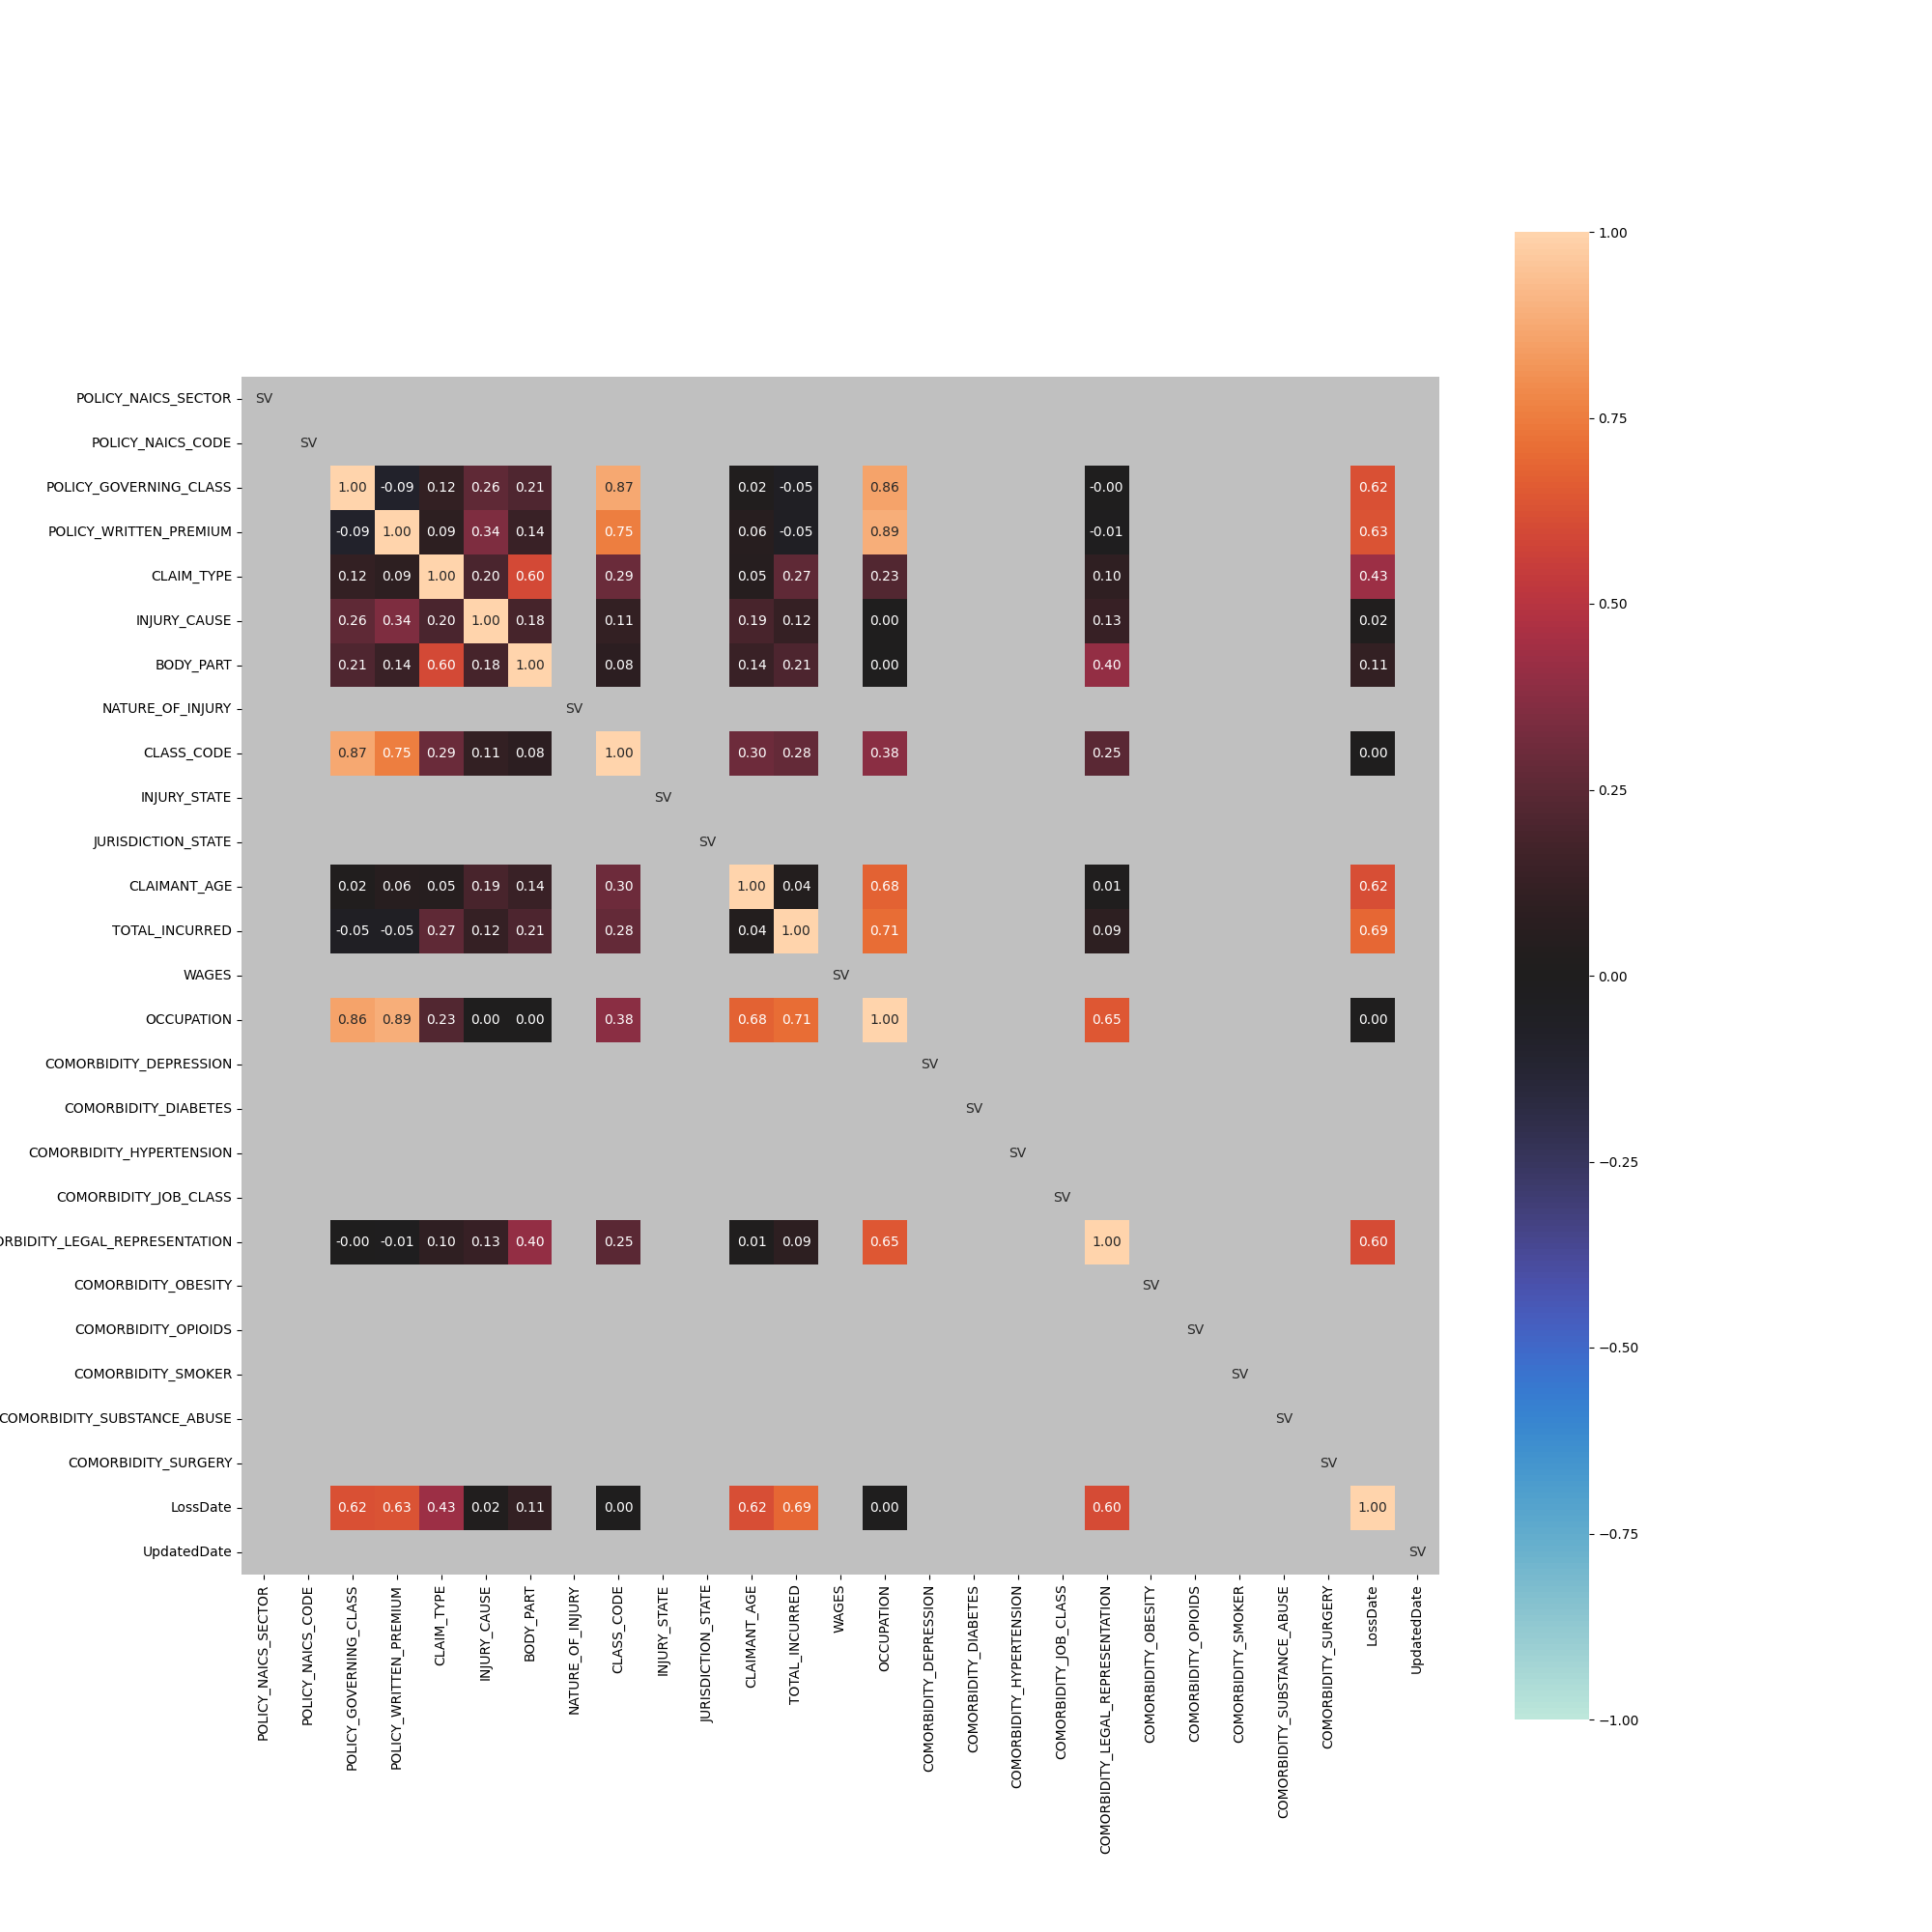 POLICY_NAICS_SECTOR SV
POLICY_NAICS_CODE SV
POLICY_GOVERNING_CLASS 1.00 -0.09 0.12 0.26 0.21 0.87 0.02 -0.05 0.86 -0.00 0.62
POLICY_WRITTEN_PREMIUM -0.09 1.00 0.09 0.34 0.14 0.75 0.06 -0.05 0.89 -0.01 0.63
CLAIM_TYPE 0.12 0.09 1.00 0.20 0.60 0.29 0.05 0.27 0.23 0.10 0.43
INJURY_CAUSE 0.26 0.34 0.20 1.00 0.18 0.11 0.19 0.12 0.00 0.13 0.02
BODY_PART 0.21 0.14 0.60 0.18 1.00 0.08 0.14 0.21 0.00 0.40 0.11
NATURE_OF_INJURY SV
CLASS_CODE 0.87 0.75 0.29 0.11 0.08 1.00 0.30 0.28 0.38 0.25 0.00
INJURY_STATE SV
JURISDICTION_STATE SV
CLAIMANT_AGE 0.02 0.06 0.05 0.19 0.14 0.30 1.00 0.04 0.68 0.01 0.62
TOTAL_INCURRED -0.05 -0.05 0.27 0.12 0.21 0.28 0.04 1.00 0.71 0.09 0.69
WAGES SV
OCCUPATION 0.86 0.89 0.23 0.00 0.00 0.38 0.68 0.71 1.00 0.65 0.00
COMORBIDITY_DEPRESSION SV
COMORBIDITY_DIABETES SV
COMORBIDITY_HYPERTENSION SV
COMORBIDITY_JOB_CLASS SV
ORBIDITY_LEGAL_REPRESENTATION -0.00 -0.01 0.10 0.13 0.40 0.25 0.01 0.09 0.65 1.00 0.60
COMORBIDITY_OBESITY SV
COMORBIDITY_OPIOIDS SV
COMORBIDITY_SMOKER SV
COMORBIDITY_SUBSTANCE_ABUSE SV
COMORBIDITY_SURGERY SV
LossDate 0.62 0.63 0.43 0.02 0.11 0.00 0.62 0.69 0.00 0.60 1.00
UpdatedDate SV
POLICY_NAICS_SECTOR
POLICY_NAICS_CODE
POLICY_GOVERNING_CLASS
POLICY_WRITTEN_PREMIUM
CLAIM_TYPE
INJURY_CAUSE
BODY_PART
NATURE_OF_INJURY
CLASS_CODE
INJURY_STATE
JURISDICTION_STATE
CLAIMANT_AGE
TOTAL_INCURRED
WAGES
OCCUPATION
COMORBIDITY_DEPRESSION
COMORBIDITY_DIABETES
COMORBIDITY_HYPERTENSION
COMORBIDITY_JOB_CLASS
COMORBIDITY_LEGAL_REPRESENTATION
COMORBIDITY_OBESITY
COMORBIDITY_OPIOIDS
COMORBIDITY_SMOKER
COMORBIDITY_SUBSTANCE_ABUSE
COMORBIDITY_SURGERY
LossDate
UpdatedDate
1.00
0.75
0.50
0.25
0.00
−0.25
−0.50
−0.75
−1.00